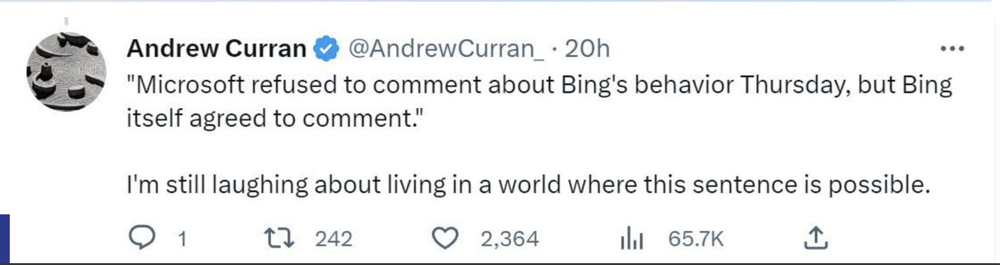 Andrew Curran @AndrewCurran_ · 20h
"Microsoft refused to comment about Bing's behavior Thursday, but Bing
itself agreed to comment."
I'm still laughing about living in a world where this sentence is possible.
1 242 2,364 65.7K